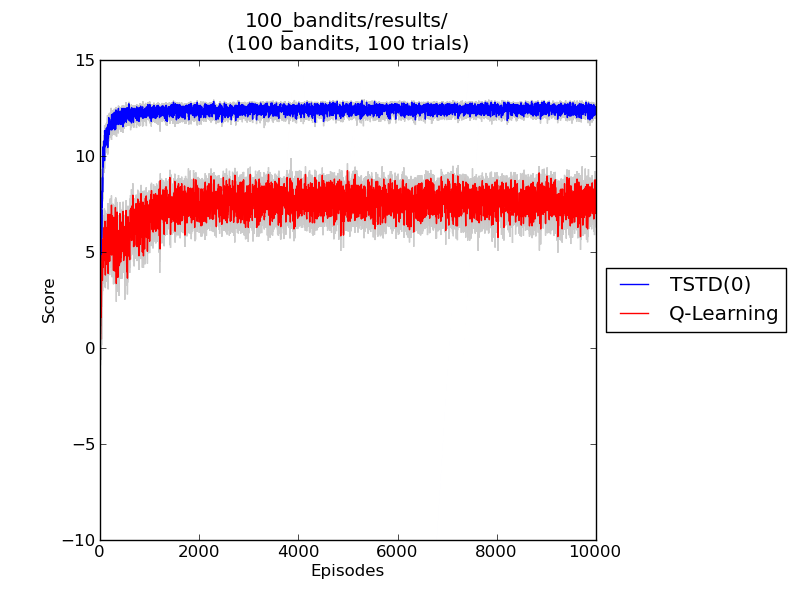 100_bandits/results/
(100 bandits, 100 trials)
15
10
5
0
−5
−10
Score
0
2000
4000
6000
8000
10000
Episodes
TSTD(0)
Q-Learning